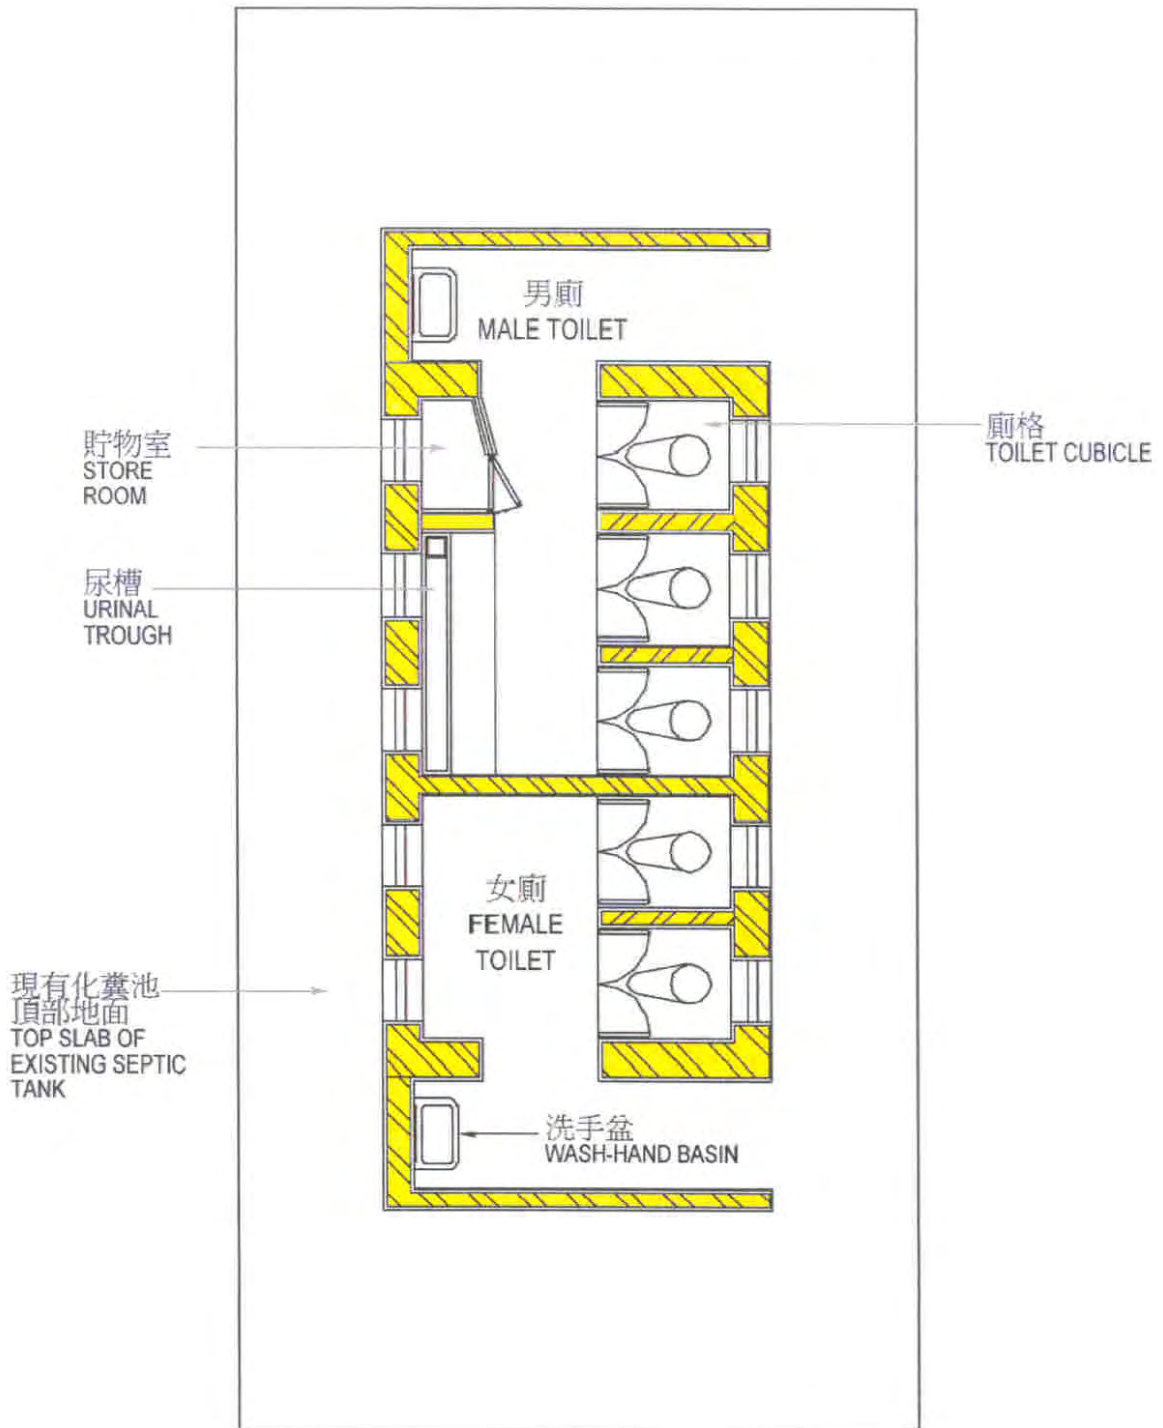 男廁
MALE TOILET
貯物室
STORE
ROOM
廁格
TOILET CUBICLE
尿槽
URINAL
TROUGH
女廁
FEMALE
TOILET
現有化糞池
頂部地面
TOP SLAB OF
EXISTING SEPTIC
TANK
洗手盆
WASH-HAND BASIN